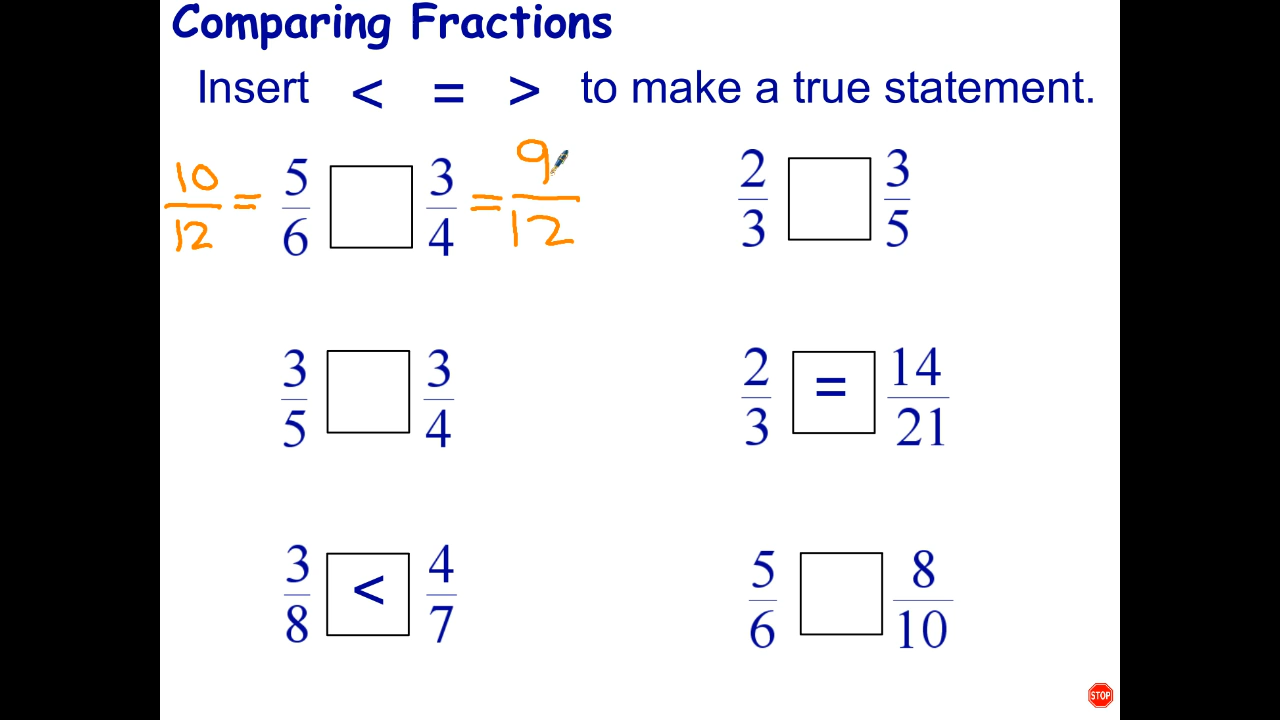 Comparing Fractions
Insert < = > to make a true statement.
10/12 = 5/6 □ 3/4 = 9/12
2/3 □ 3/5
3/5 □ 3/4
2/3 = 14/21
3/8 < 4/7
5/6 □ 8/10
STOP